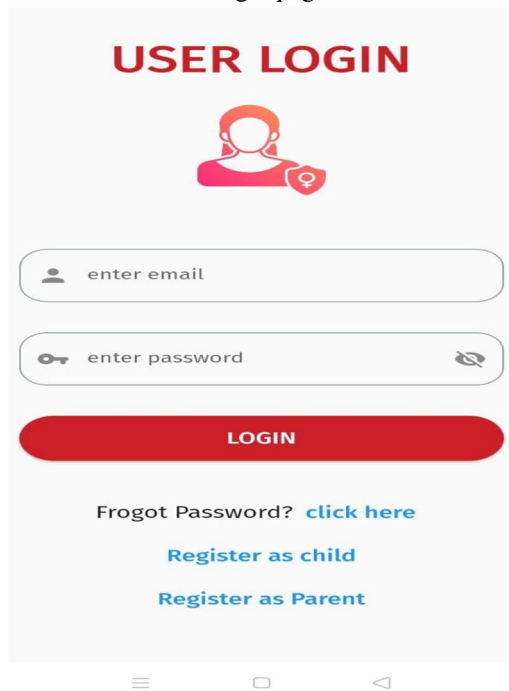 USER LOGIN
enter email
enter password
LOGIN
Frogot Password? click here
Register as child
Register as Parent